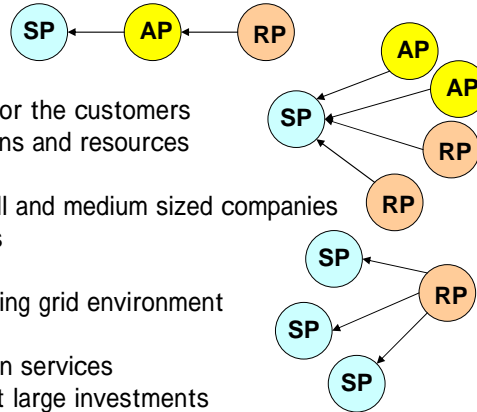 SP AP RP
AP
AP
or the customers
SP
ns and resources
RP
ll and medium sized companies
RP
s
SP
RP
ing grid environment
SP
n services
SP
t large investments